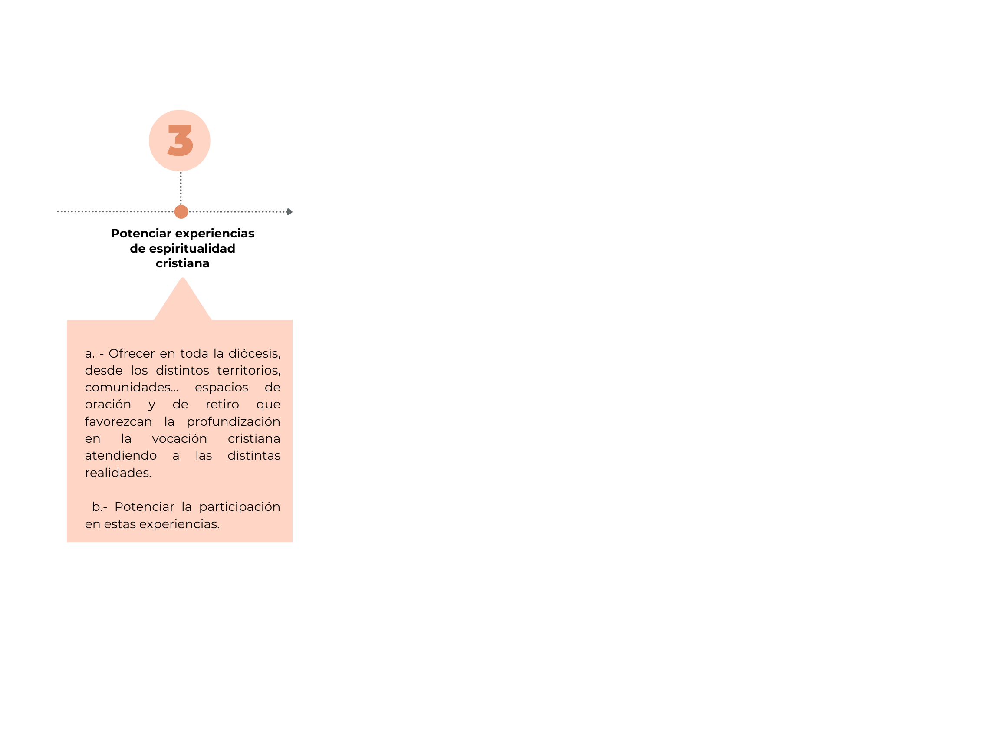 3
Potenciar experiencias
de espiritualidad
cristiana
a. - Ofrecer en toda la diócesis,
desde los distintos territorios,
comunidades... espacios de
oración y de retiro que
favorezcan la profundización
en la vocación cristiana
atendiendo a las distintas
realidades.
b.- Potenciar la participación
en estas experiencias.